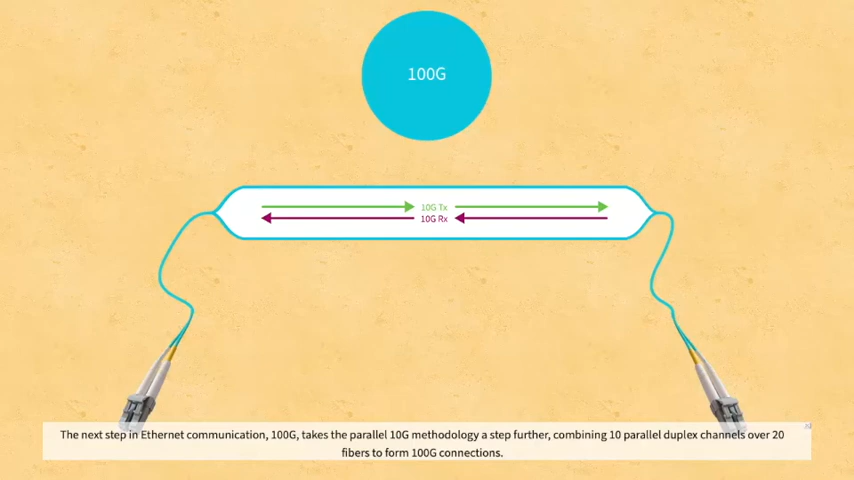 100G
10G Tx
10G Rx
The next step in Ethernet communication, 100G, takes the parallel 10G methodology a step further, combining 10 parallel duplex channels over 20
fibers to form 100G connections.